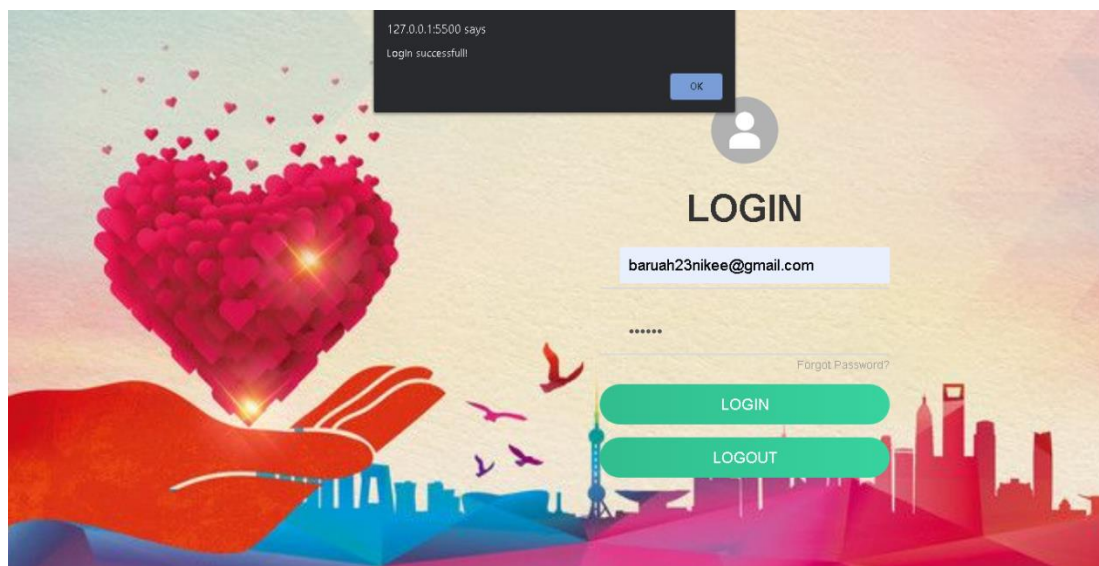 127.0.0.1:5500 says
Login successfull!
OK
LOGIN
baruah23nikee@gmail.com
••••••
Forgot Password?
LOGIN
LOGOUT